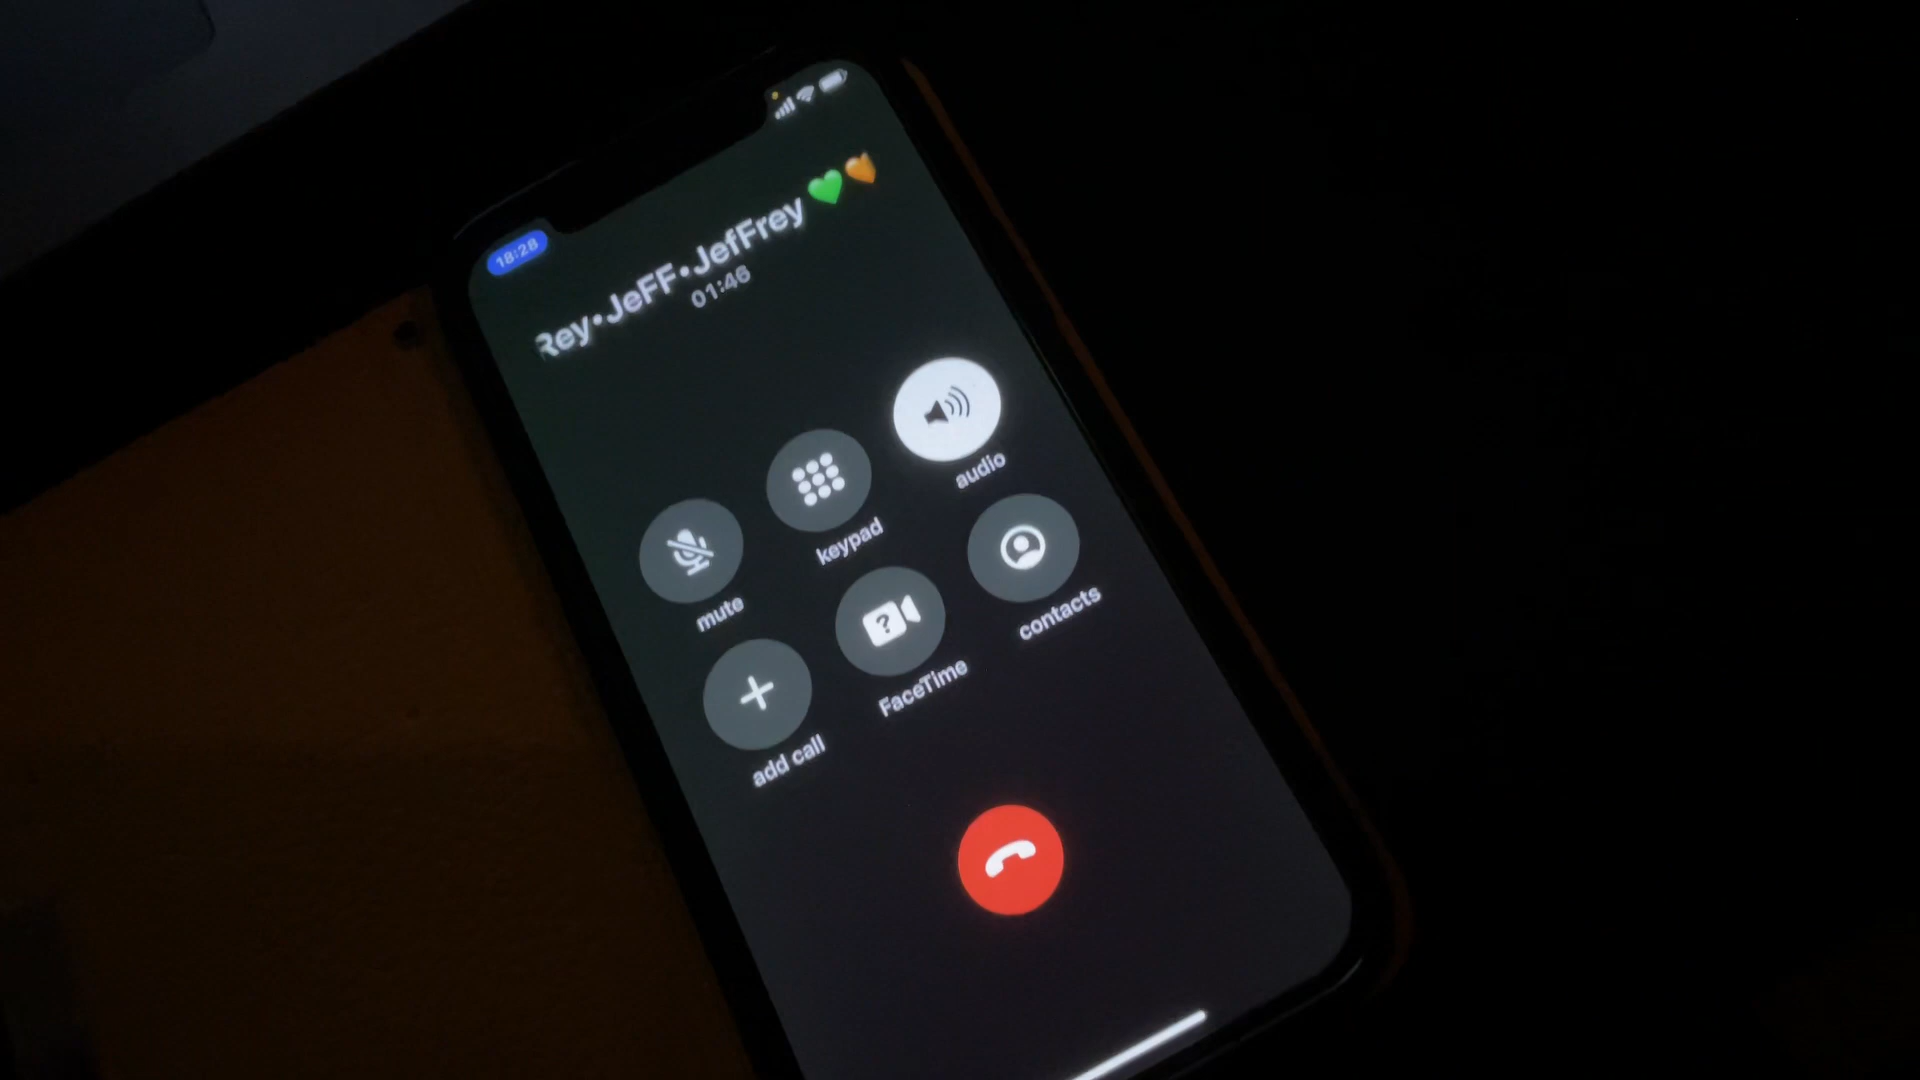 18:28
Rey•JeFF•JefFrey 💚🧡
01:46
mute
keypad
audio
add call
FaceTime
contacts